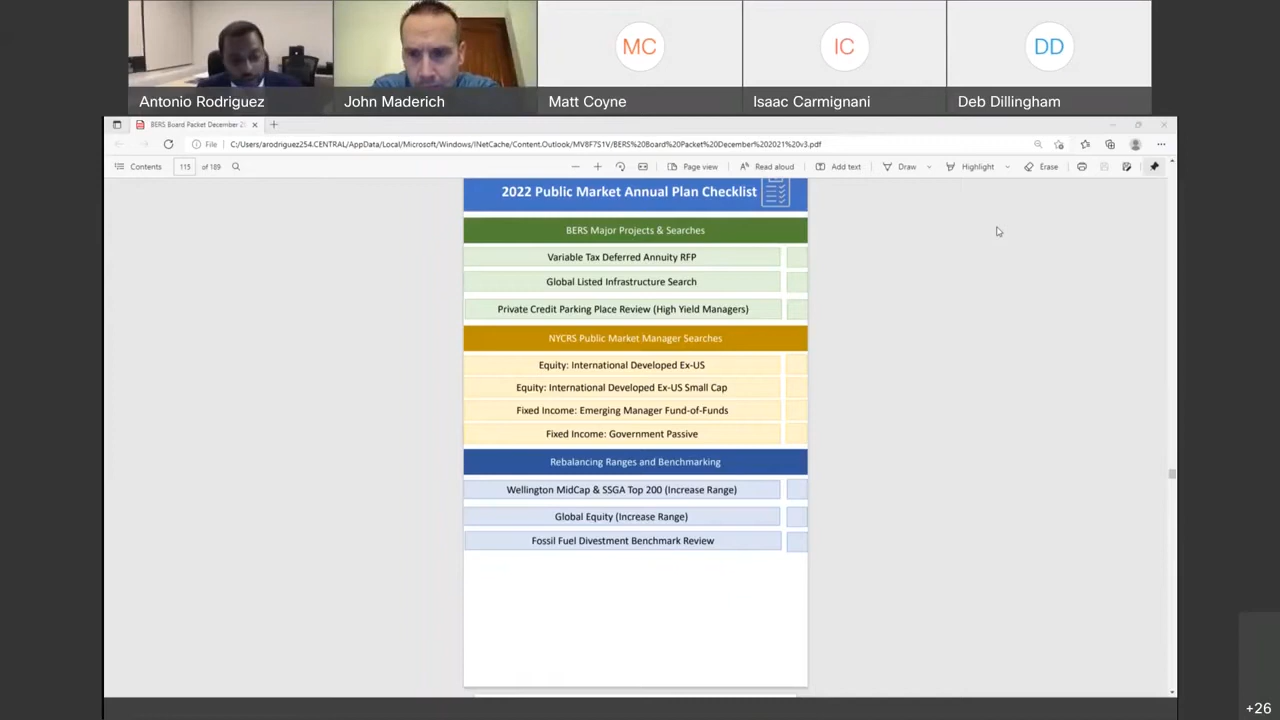 MC
IC
DD
Antonio Rodriguez
John Maderich
Matt Coyne
Isaac Carmignani
Deb Dillingham
BERS Board Packet December 2
File
C:/Users/arodriguez254.CENTRAL/AppData/Local/Microsoft/Windows/INetCache/Content.Outlook/MV8F7S1V/BERS%20Board%20Packet%20December%202021%20v3.pdf
Contents
115
of 189
Page view
Read aloud
Add text
Draw
Highlight
Erase
2022 Public Market Annual Plan Checklist
BERS Major Projects & Searches
Variable Tax Deferred Annuity RFP
Global Listed Infrastructure Search
Private Credit Parking Place Review (High Yield Managers)
NYCRS Public Market Manager Searches
Equity: International Developed Ex-US
Equity: International Developed Ex-US Small Cap
Fixed Income: Emerging Manager Fund-of-Funds
Fixed Income: Government Passive
Rebalancing Ranges and Benchmarking
Wellington MidCap & SSGA Top 200 (Increase Range)
Global Equity (Increase Range)
Fossil Fuel Divestment Benchmark Review
+26